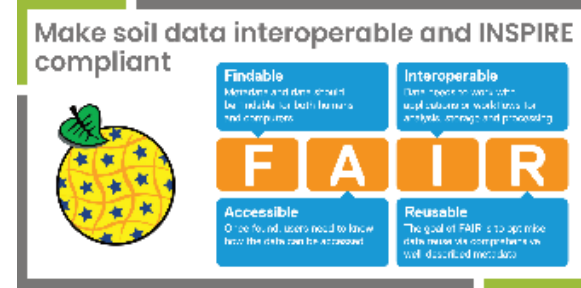 Make soil data interoperable and INSPIRE
compliant
Findable
Metadata and data should
be findable for both humans
and computers
Interoperable
Data needs to work with
applications or workflows for
analysis, storage and processing
F A I R
Accessible
Once found, users need to know
how the data can be accessed
Reusable
The goal of FAIR is to optimise
data reuse via comprehensive
well-described metadata